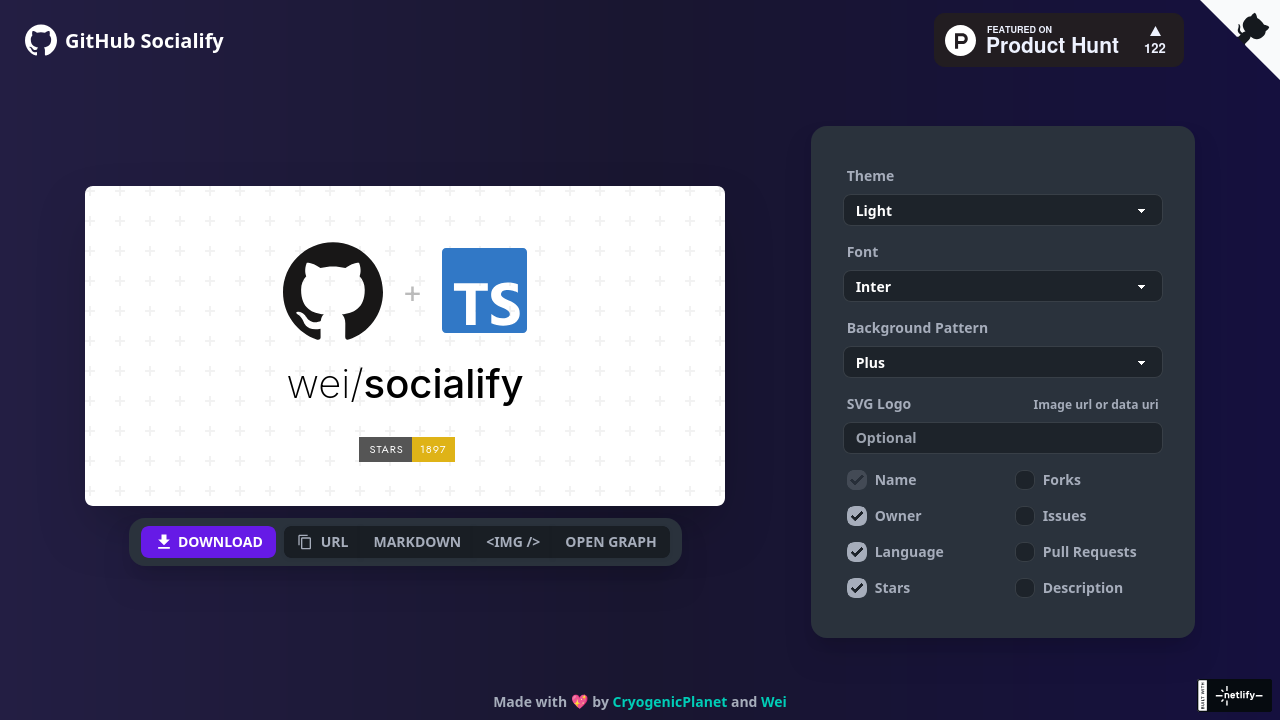 GitHub Socialify
FEATURED ON
Product Hunt
122
TS
wei/socialify
STARS 1897
DOWNLOAD
URL
MARKDOWN
<IMG />
OPEN GRAPH
Theme
Light
Font
Inter
Background Pattern
Plus
SVG Logo
Image url or data uri
Optional
Name
Forks
Owner
Issues
Language
Pull Requests
Stars
Description
Made with 💖 by CryogenicPlanet and Wei
BUILT WITH
netlify